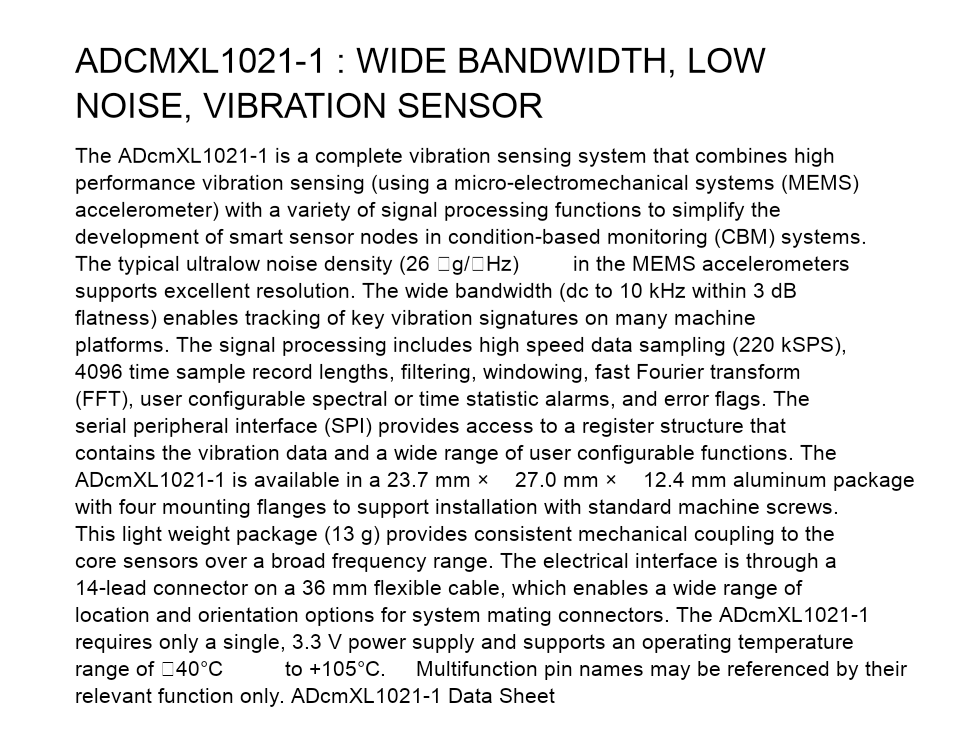 ADCMXL1021-1 : WIDE BANDWIDTH, LOW
NOISE, VIBRATION SENSOR
The ADcmXL1021-1 is a complete vibration sensing system that combines high
performance vibration sensing (using a micro-electromechanical systems (MEMS)
accelerometer) with a variety of signal processing functions to simplify the
development of smart sensor nodes in condition-based monitoring (CBM) systems.
The typical ultralow noise density (26 □g/□Hz) in the MEMS accelerometers
supports excellent resolution. The wide bandwidth (dc to 10 kHz within 3 dB
flatness) enables tracking of key vibration signatures on many machine
platforms. The signal processing includes high speed data sampling (220 kSPS),
4096 time sample record lengths, filtering, windowing, fast Fourier transform
(FFT), user configurable spectral or time statistic alarms, and error flags. The
serial peripheral interface (SPI) provides access to a register structure that
contains the vibration data and a wide range of user configurable functions. The
ADcmXL1021-1 is available in a 23.7 mm × 27.0 mm × 12.4 mm aluminum package
with four mounting flanges to support installation with standard machine screws.
This light weight package (13 g) provides consistent mechanical coupling to the
core sensors over a broad frequency range. The electrical interface is through a
14-lead connector on a 36 mm flexible cable, which enables a wide range of
location and orientation options for system mating connectors. The ADcmXL1021-1
requires only a single, 3.3 V power supply and supports an operating temperature
range of □40°C to +105°C. Multifunction pin names may be referenced by their
relevant function only. ADcmXL1021-1 Data Sheet